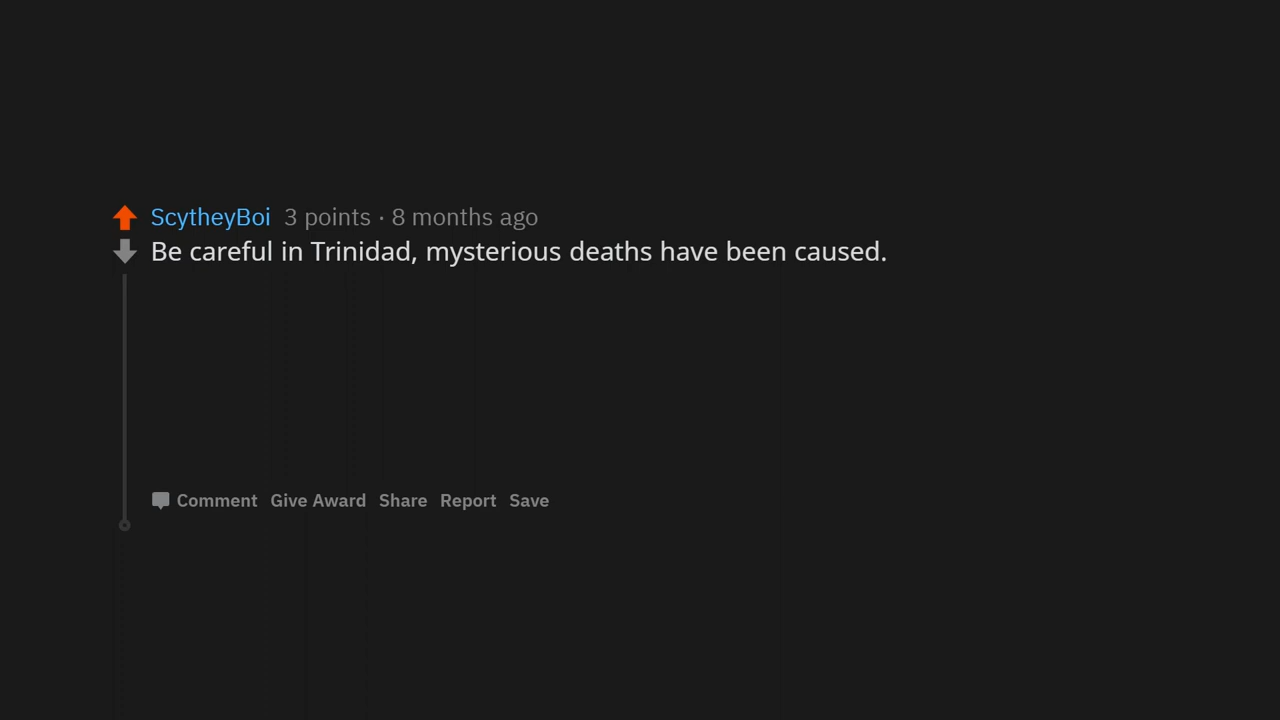 ScytheyBoi 3 points · 8 months ago
Be careful in Trinidad, mysterious deaths have been caused.
Comment Give Award Share Report Save